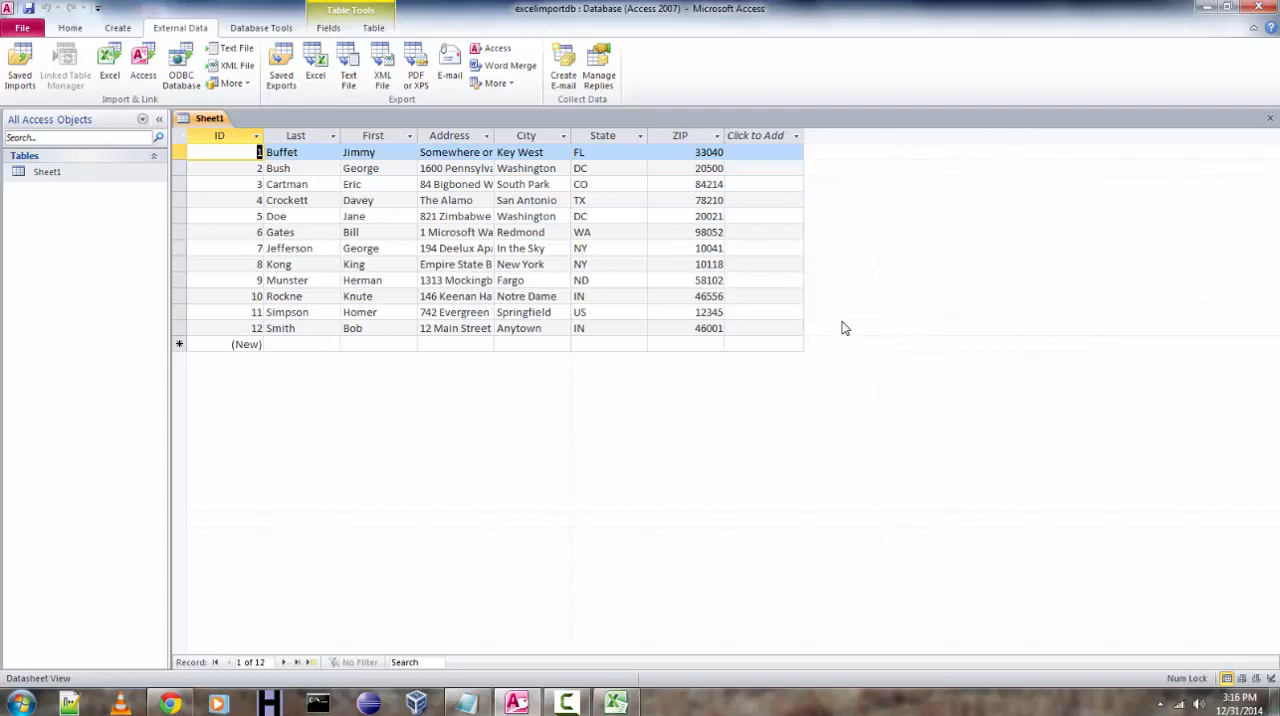 Table Tools
excelimportdb : Database (Access 2007) - Microsoft Access
File Home Create External Data Database Tools Fields Table
Saved Imports
Linked Table Manager
Excel
Access
ODBC Database
Text File
XML File
More
Import & Link
Saved Exports
Excel
Text File
XML File
PDF or XPS
E-mail
Access
Word Merge
More
Export
Create E-mail
Manage Replies
Collect Data
All Access Objects
Search...
Tables
Sheet1
Sheet1
ID Last First Address City State ZIP Click to Add
1 Buffet Jimmy Somewhere or Key West FL 33040
2 Bush George 1600 Pennsylva Washington DC 20500
3 Cartman Eric 84 Bigboned W South Park CO 84214
4 Crockett Davey The Alamo San Antonio TX 78210
5 Doe Jane 821 Zimbabwe Washington DC 20021
6 Gates Bill 1 Microsoft Wa Redmond WA 98052
7 Jefferson George 194 Deelux Apa In the Sky NY 10041
8 Kong King Empire State B New York NY 10118
9 Munster Herman 1313 Mockingb Fargo ND 58102
10 Rockne Knute 146 Keenan Ha Notre Dame IN 46556
11 Simpson Homer 742 Evergreen Springfield US 12345
12 Smith Bob 12 Main Street Anytown IN 46001
* (New)
Record: 1 of 12 No Filter Search
Datasheet View Num Lock
3:16 PM
12/31/2014